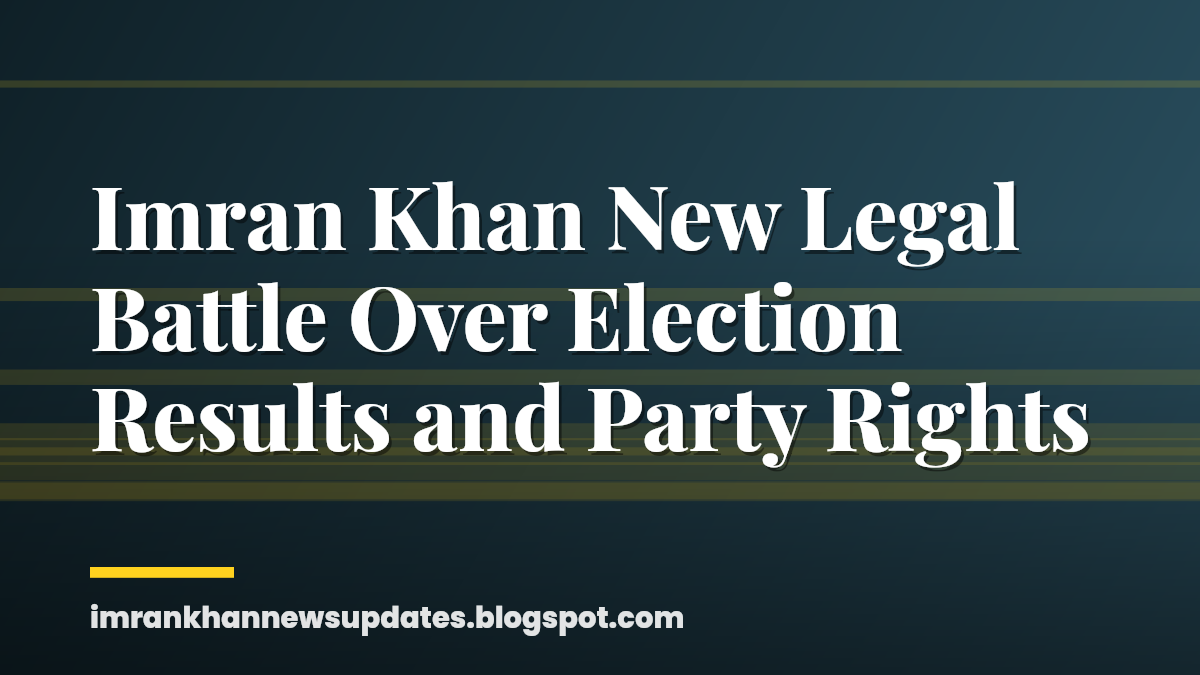 Imran Khan New Legal
Battle Over Election
Results and Party Rights
imrankhannewsupdates.blogspot.com